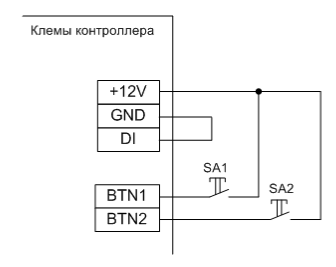 Клемы контроллера
+12V
GND
DI
SA1
SA2
BTN1
BTN2